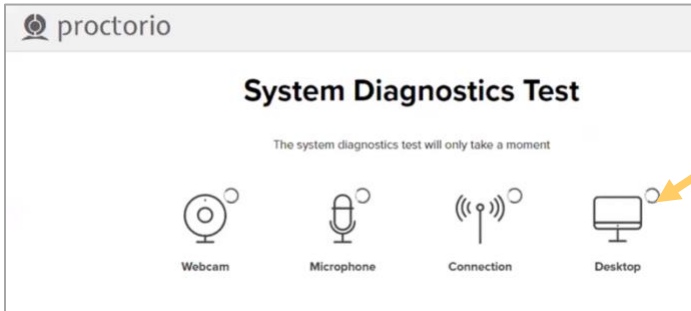 proctorio
System Diagnostics Test
The system diagnostics test will only take a moment
Webcam
Microphone
Connection
Desktop